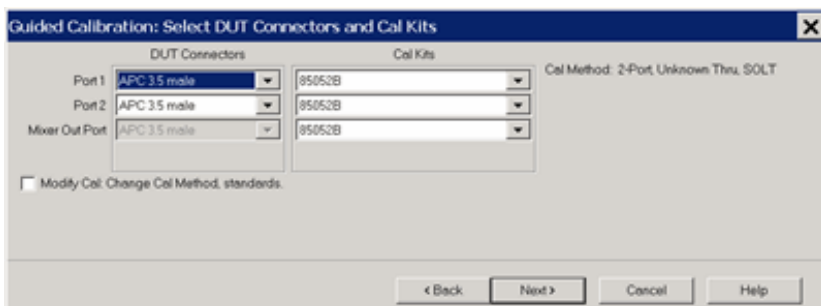 Guided Calibration: Select DUT Connectors and Cal Kits
DUT Connectors Cal Kits
Port 1 APC 3.5 male 85052B Cal Method: 2-Port, Unknown Thru, SOLT
Port 2 APC 3.5 male 85052B
Mixer Out Port APC 3.5 male 85052B
Modify Cal: Change Cal Method, standards.
< Back Next > Cancel Help